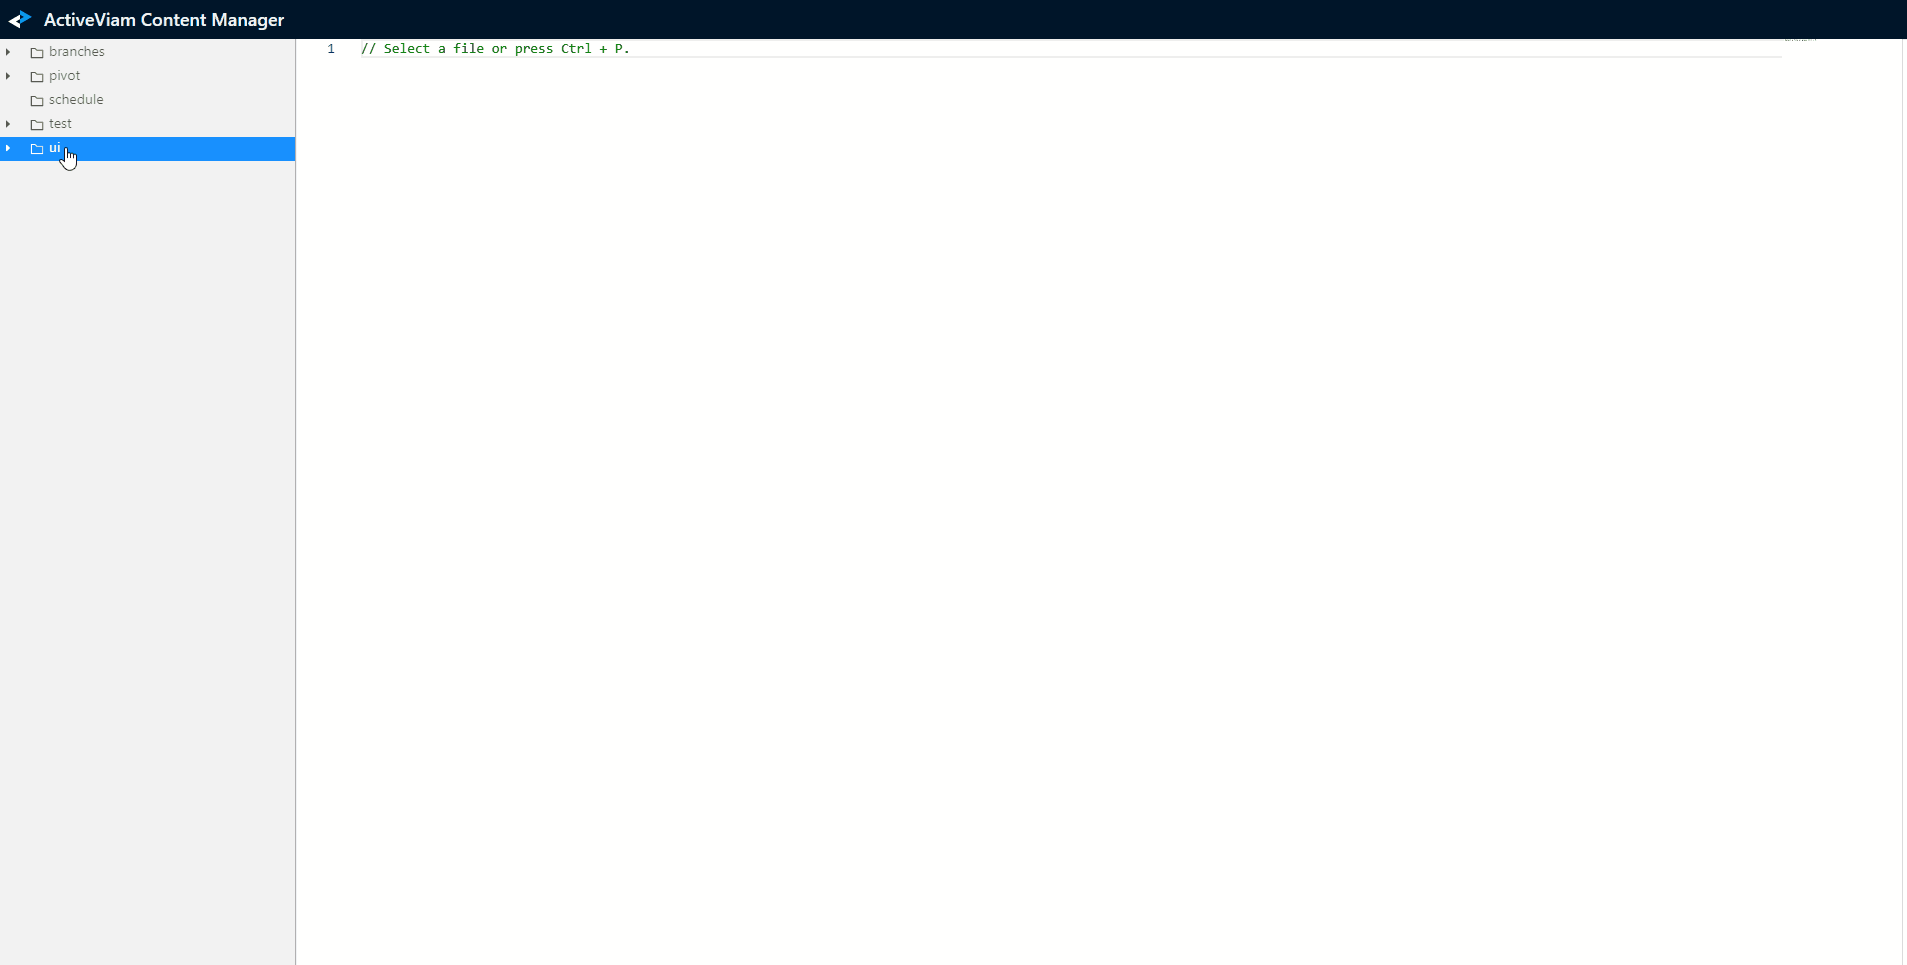 ActiveViam Content Manager
branches
pivot
schedule
test
ui
1 // Select a file or press Ctrl + P.